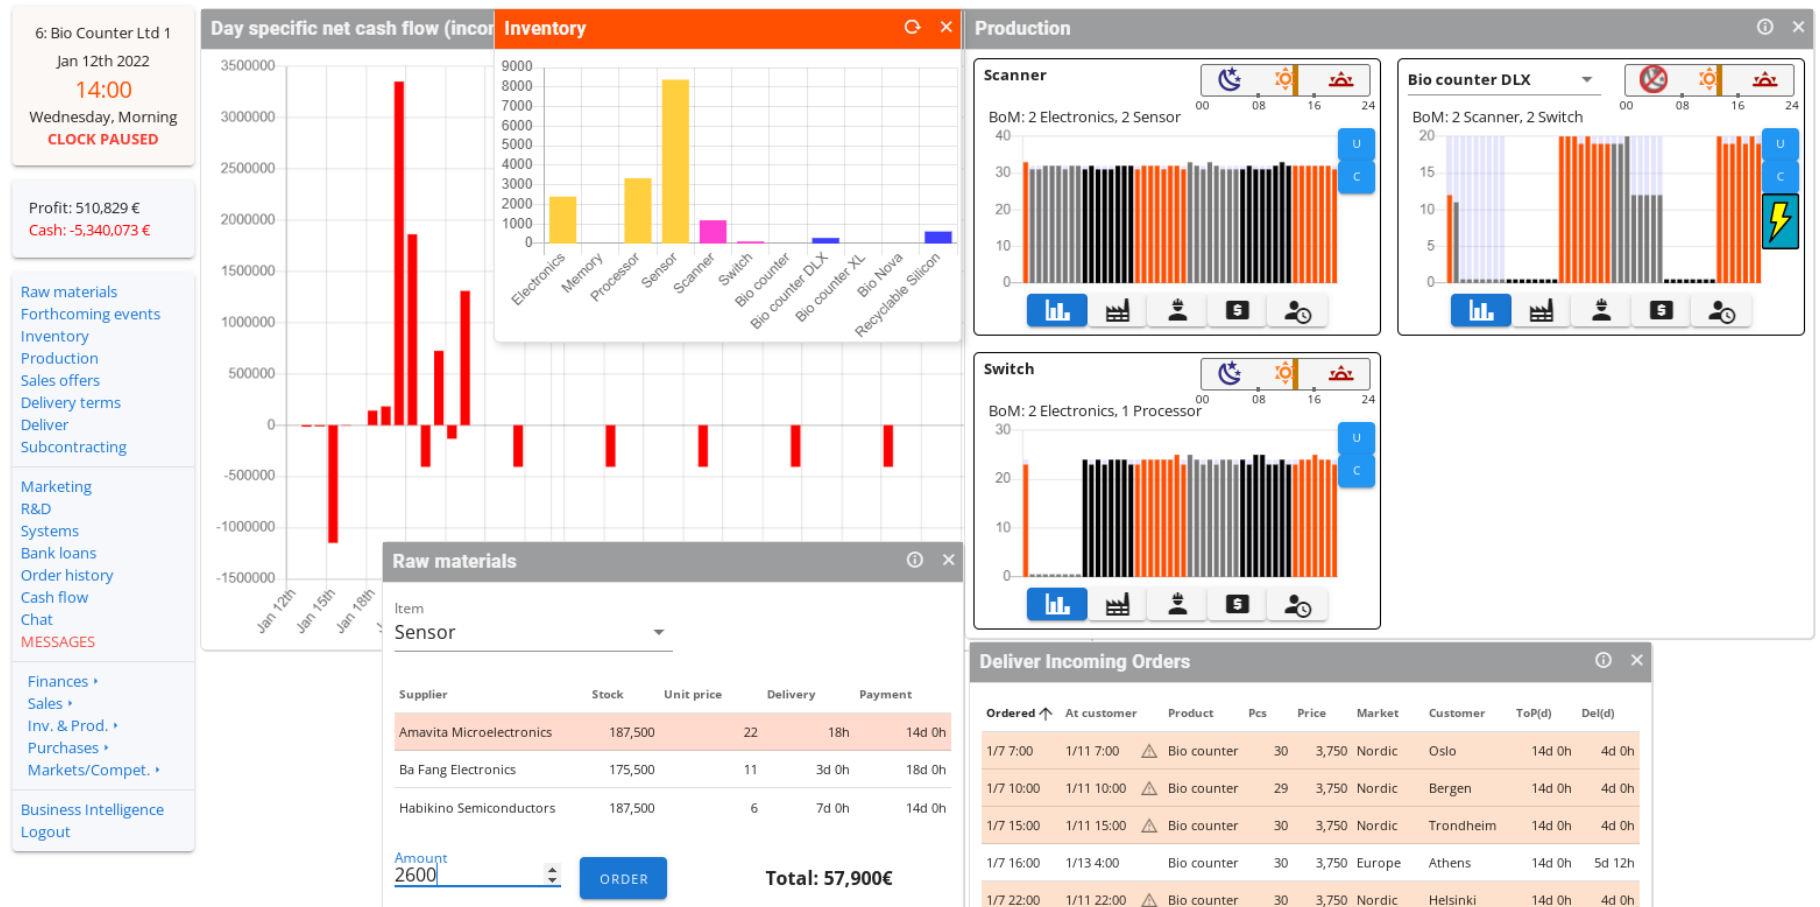 6: Bio Counter Ltd 1
Jan 12th 2022
14:00
Wednesday, Morning
CLOCK PAUSED
Profit: 510,829 €
Cash: -5,340,073 €
Raw materials
Forthcoming events
Inventory
Production
Sales offers
Delivery terms
Deliver
Subcontracting
Marketing
R&D
Systems
Bank loans
Order history
Cash flow
Chat
MESSAGES
Finances
Sales
Inv. & Prod.
Purchases
Markets/Compet.
Business Intelligence
Logout
Day specific net cash flow (incor
3500000
3000000
2500000
2000000
1500000
1000000
500000
0
-500000
-1000000
-1500000
Jan 12th
Jan 15th
Jan 18th
Inventory
9000
8000
7000
6000
5000
4000
3000
2000
1000
0
Electronics
Memory
Processor
Sensor
Scanner
Switch
Bio counter
Bio counter DLX
Bio counter XL
Bio Nova
Recyclable Silicon
Raw materials
Item
Sensor
Supplier Stock Unit price Delivery Payment
Amavita Microelectronics 187,500 22 18h 14d 0h
Ba Fang Electronics 175,500 11 3d 0h 18d 0h
Habikino Semiconductors 187,500 6 7d 0h 14d 0h
Amount
2600
ORDER
Total: 57,900€
Production
Scanner
00 08 16 24
BoM: 2 Electronics, 2 Sensor
40
30
20
10
0
U
C
Bio counter DLX
00 08 16 24
BoM: 2 Scanner, 2 Switch
20
15
10
5
0
U
C
Switch
00 08 16 24
BoM: 2 Electronics, 1 Processor
30
20
10
0
U
C
Deliver Incoming Orders
Ordered At customer Product Pcs Price Market Customer ToP(d) Del(d)
1/7 7:00 1/11 7:00 Bio counter 30 3,750 Nordic Oslo 14d 0h 4d 0h
1/7 10:00 1/11 10:00 Bio counter 29 3,750 Nordic Bergen 14d 0h 4d 0h
1/7 15:00 1/11 15:00 Bio counter 30 3,750 Nordic Trondheim 14d 0h 4d 0h
1/7 16:00 1/13 4:00 Bio counter 30 3,750 Europe Athens 14d 0h 5d 12h
1/7 22:00 1/11 22:00 Bio counter 30 3,750 Nordic Helsinki 14d 0h 4d 0h